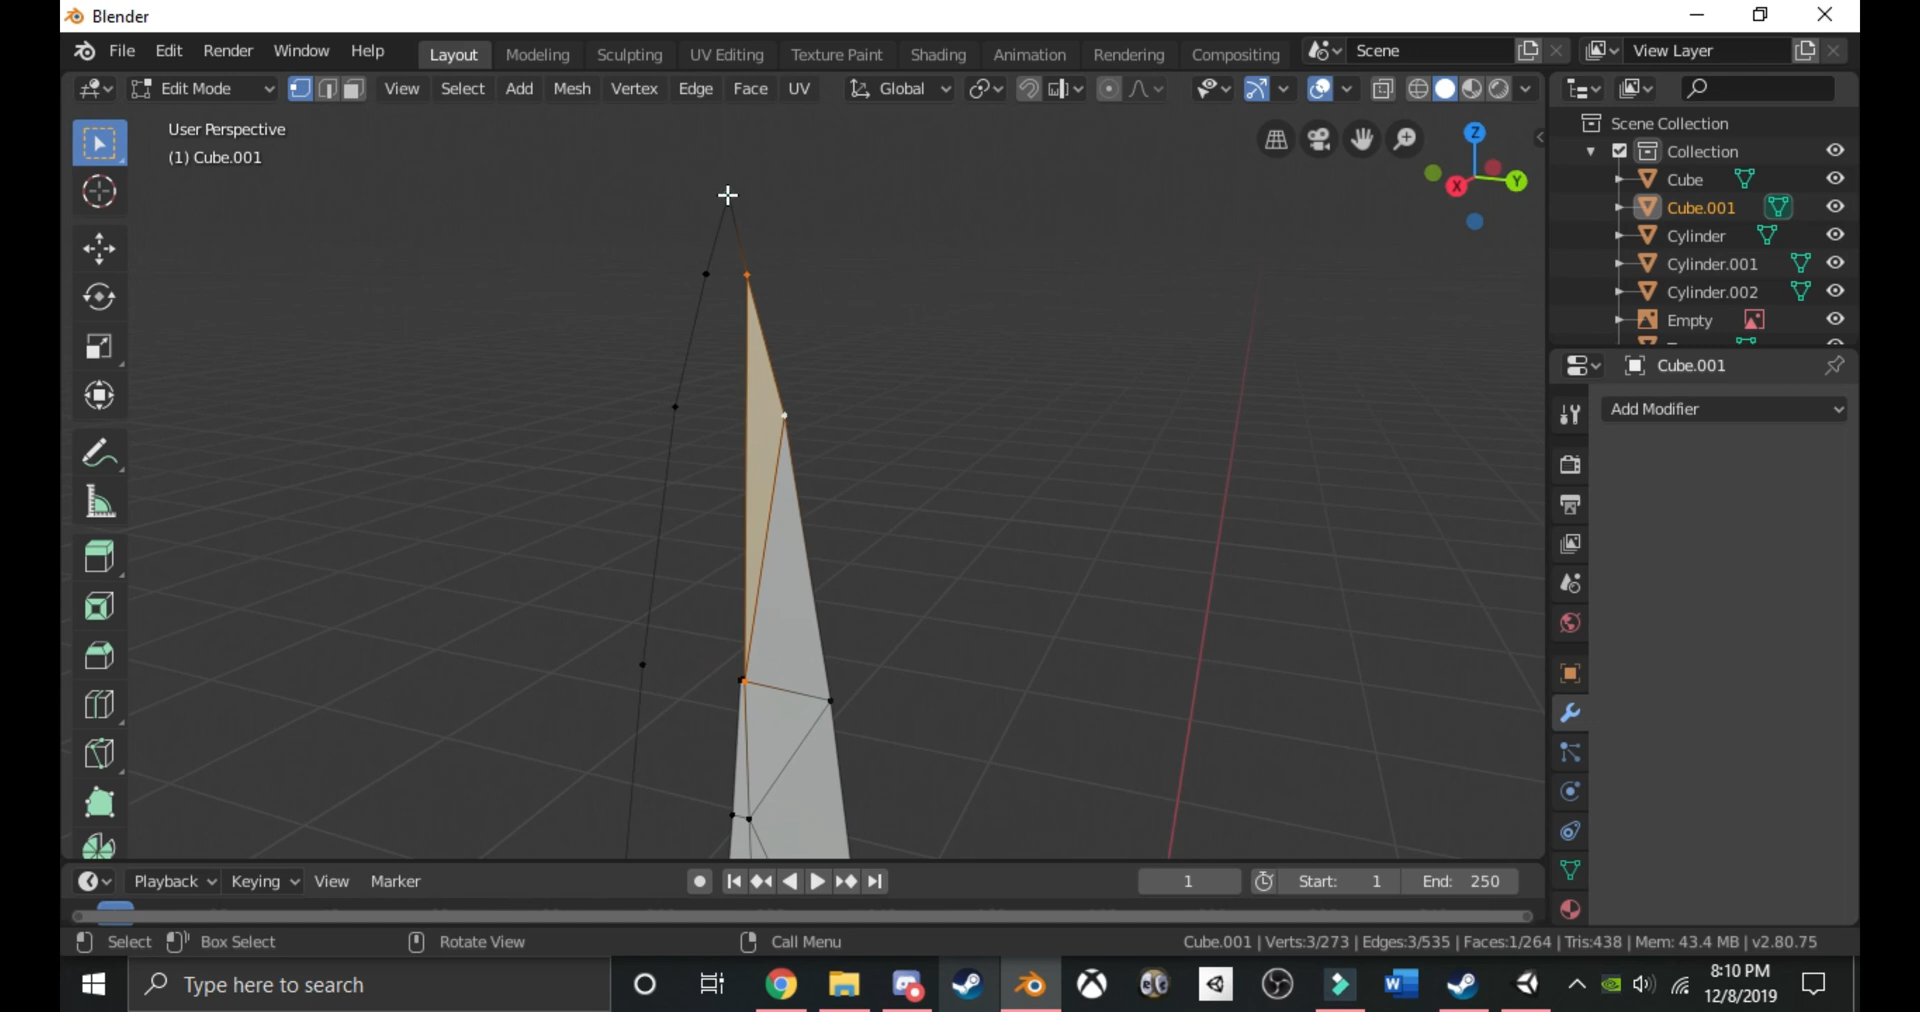 Blender
File Edit Render Window Help Layout Modeling Sculpting UV Editing Texture Paint Shading Animation Rendering Compositing Scene View Layer
Edit Mode View Select Add Mesh Vertex Edge Face UV Global
User Perspective
(1) Cube.001
Z
X
Y
Scene Collection
Collection
Cube
Cube.001
Cylinder
Cylinder.001
Cylinder.002
Empty
Cube.001
Add Modifier
Playback Keying View Marker 1 Start: 1 End: 250
Select Box Select Rotate View Call Menu Cube.001 | Verts:3/273 | Edges:3/535 | Faces:1/264 | Tris:438 | Mem: 43.4 MB | v2.80.75
Type here to search
8:10 PM
12/8/2019